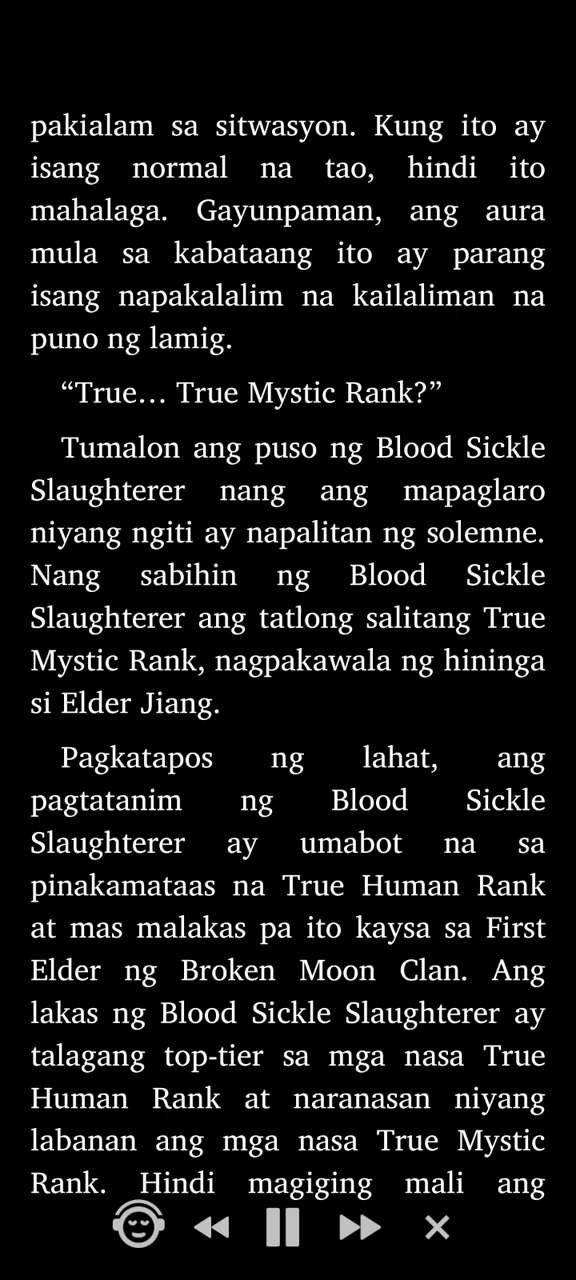 pakialam sa sitwasyon. Kung ito ay
isang normal na tao, hindi ito
mahalaga. Gayunpaman, ang aura
mula sa kabataang ito ay parang
isang napakalalim na kailaliman na
puno ng lamig.
“True… True Mystic Rank?”
Tumalon ang puso ng Blood Sickle
Slaughterer nang ang mapaglaro
niyang ngiti ay napalitan ng solemne.
Nang sabihin ng Blood Sickle
Slaughterer ang tatlong salitang True
Mystic Rank, nagpakawala ng hininga
si Elder Jiang.
Pagkatapos ng lahat, ang
pagtatanim ng Blood Sickle
Slaughterer ay umabot na sa
pinakamataas na True Human Rank
at mas malakas pa ito kaysa sa First
Elder ng Broken Moon Clan. Ang
lakas ng Blood Sickle Slaughterer ay
talagang top-tier sa mga nasa True
Human Rank at naranasan niyang
labanan ang mga nasa True Mystic
Rank. Hindi magiging mali ang